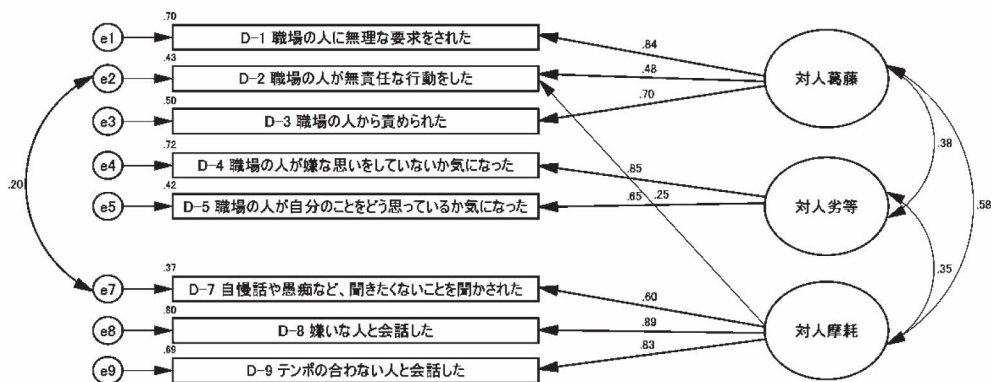 .70
e1
D-1 職場の人に無理な要求をされた
.84
.43
e2
D-2 職場の人が無責任な行動をした
.48
対人葛藤
.50
e3
D-3 職場の人から責められた
.70
.72
e4
D-4 職場の人が嫌な思いをしていないか気になった
.85
.38
.42
e5
D-5 職場の人が自分のことをどう思っているか気になった
.65
.25
対人劣等
.20
.58
.37
e7
D-7 自慢話や愚痴など、聞きたくないことを聞かされた
.60
.35
.80
e8
D-8 嫌いな人と会話した
.89
対人摩耗
.69
e9
D-9 テンポの合わない人と会話した
.83